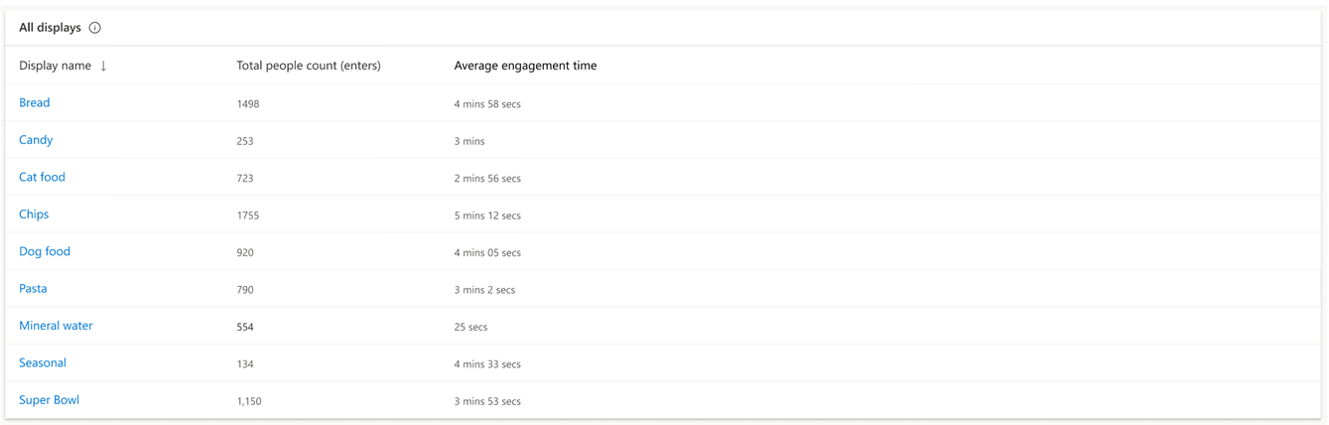 All displays
Display name ↓ Total people count (enters) Average engagement time
Bread 1498 4 mins 58 secs
Candy 253 3 mins
Cat food 723 2 mins 56 secs
Chips 1755 5 mins 12 secs
Dog food 920 4 mins 05 secs
Pasta 790 3 mins 2 secs
Mineral water 554 25 secs
Seasonal 134 4 mins 33 secs
Super Bowl 1,150 3 mins 53 secs